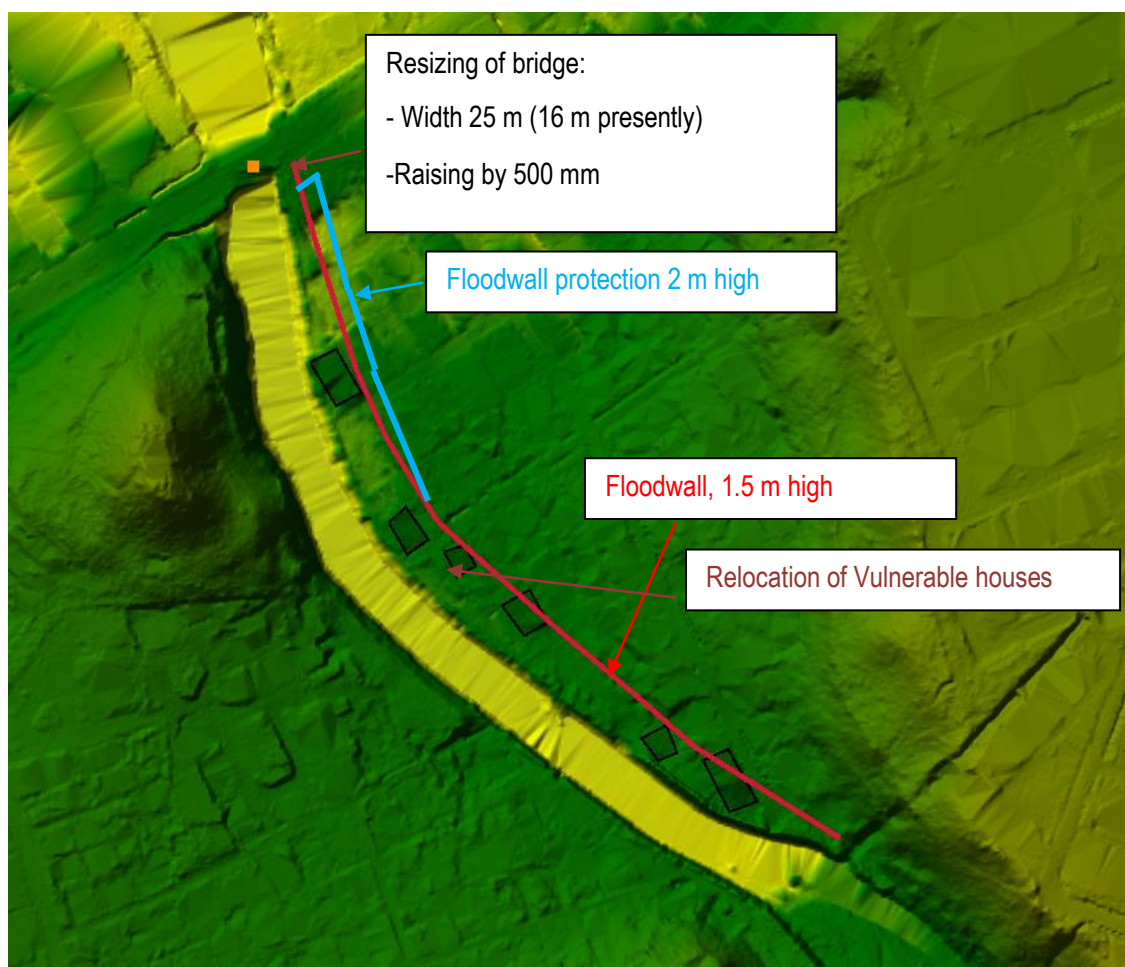 Resizing of bridge:
- Width 25 m (16 m presently)
-Raising by 500 mm
Floodwall protection 2 m high
Floodwall, 1.5 m high
Relocation of Vulnerable houses